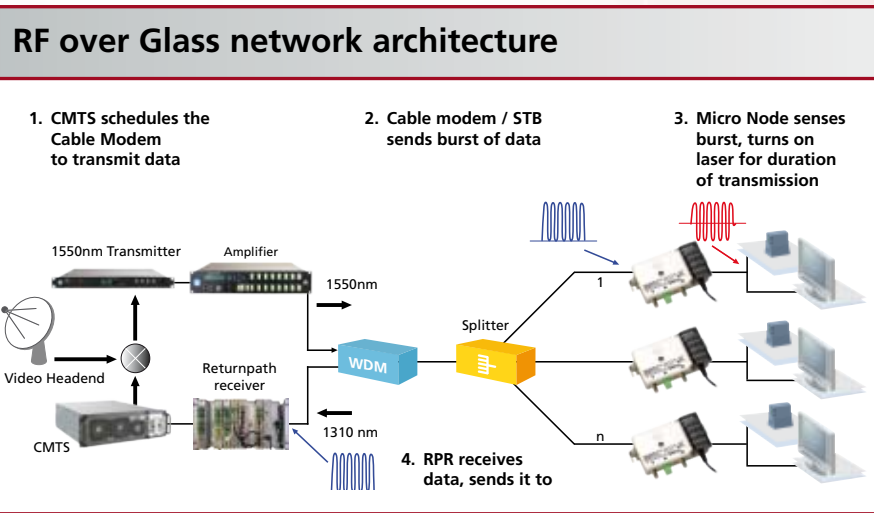 RF over Glass network architecture
1. CMTS schedules the
Cable Modem
to transmit data
2. Cable modem / STB
sends burst of data
3. Micro Node senses
burst, turns on
laser for duration
of transmission
1550nm Transmitter
Amplifier
1550nm
1
Splitter
WDM
Video Headend
Returnpath
receiver
1310 nm
CMTS
n
4. RPR receives
data, sends it to